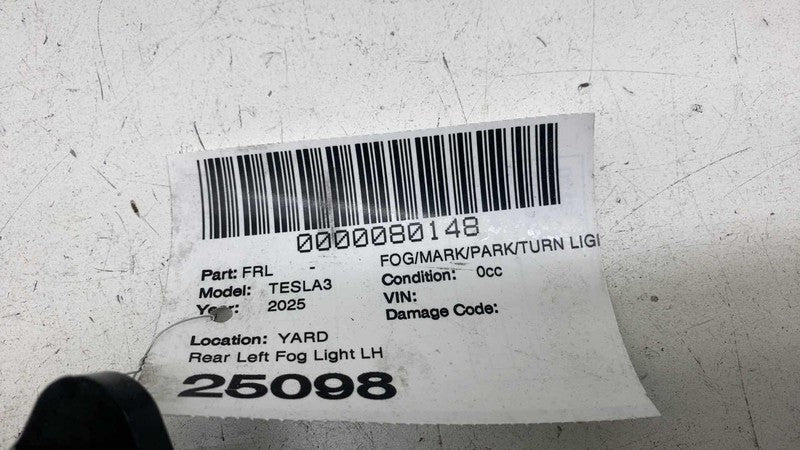 0000080148
Part: FRL - FOG/MARK/PARK/TURN LIG
Model: TESLA3 Condition: 0cc
Year: 2025 VIN:
Damage Code:
Location: YARD
Rear Left Fog Light LH
25098